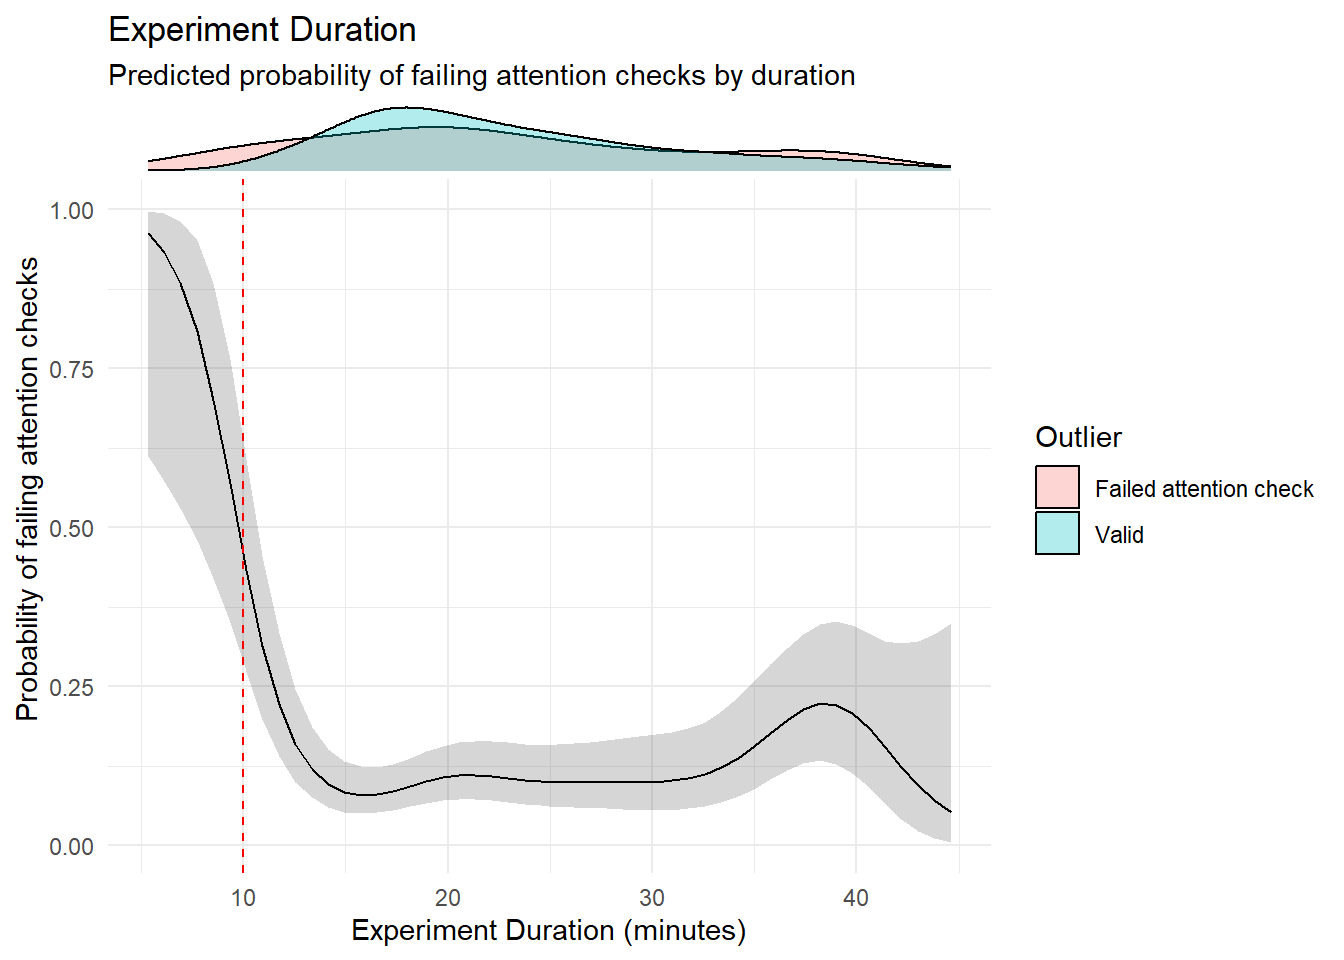 Experiment Duration
Predicted probability of failing attention checks by duration
Probability of failing attention checks
1.00
0.75
0.50
0.25
0.00
10 20 30 40
Experiment Duration (minutes)
Outlier
Failed attention check
Valid